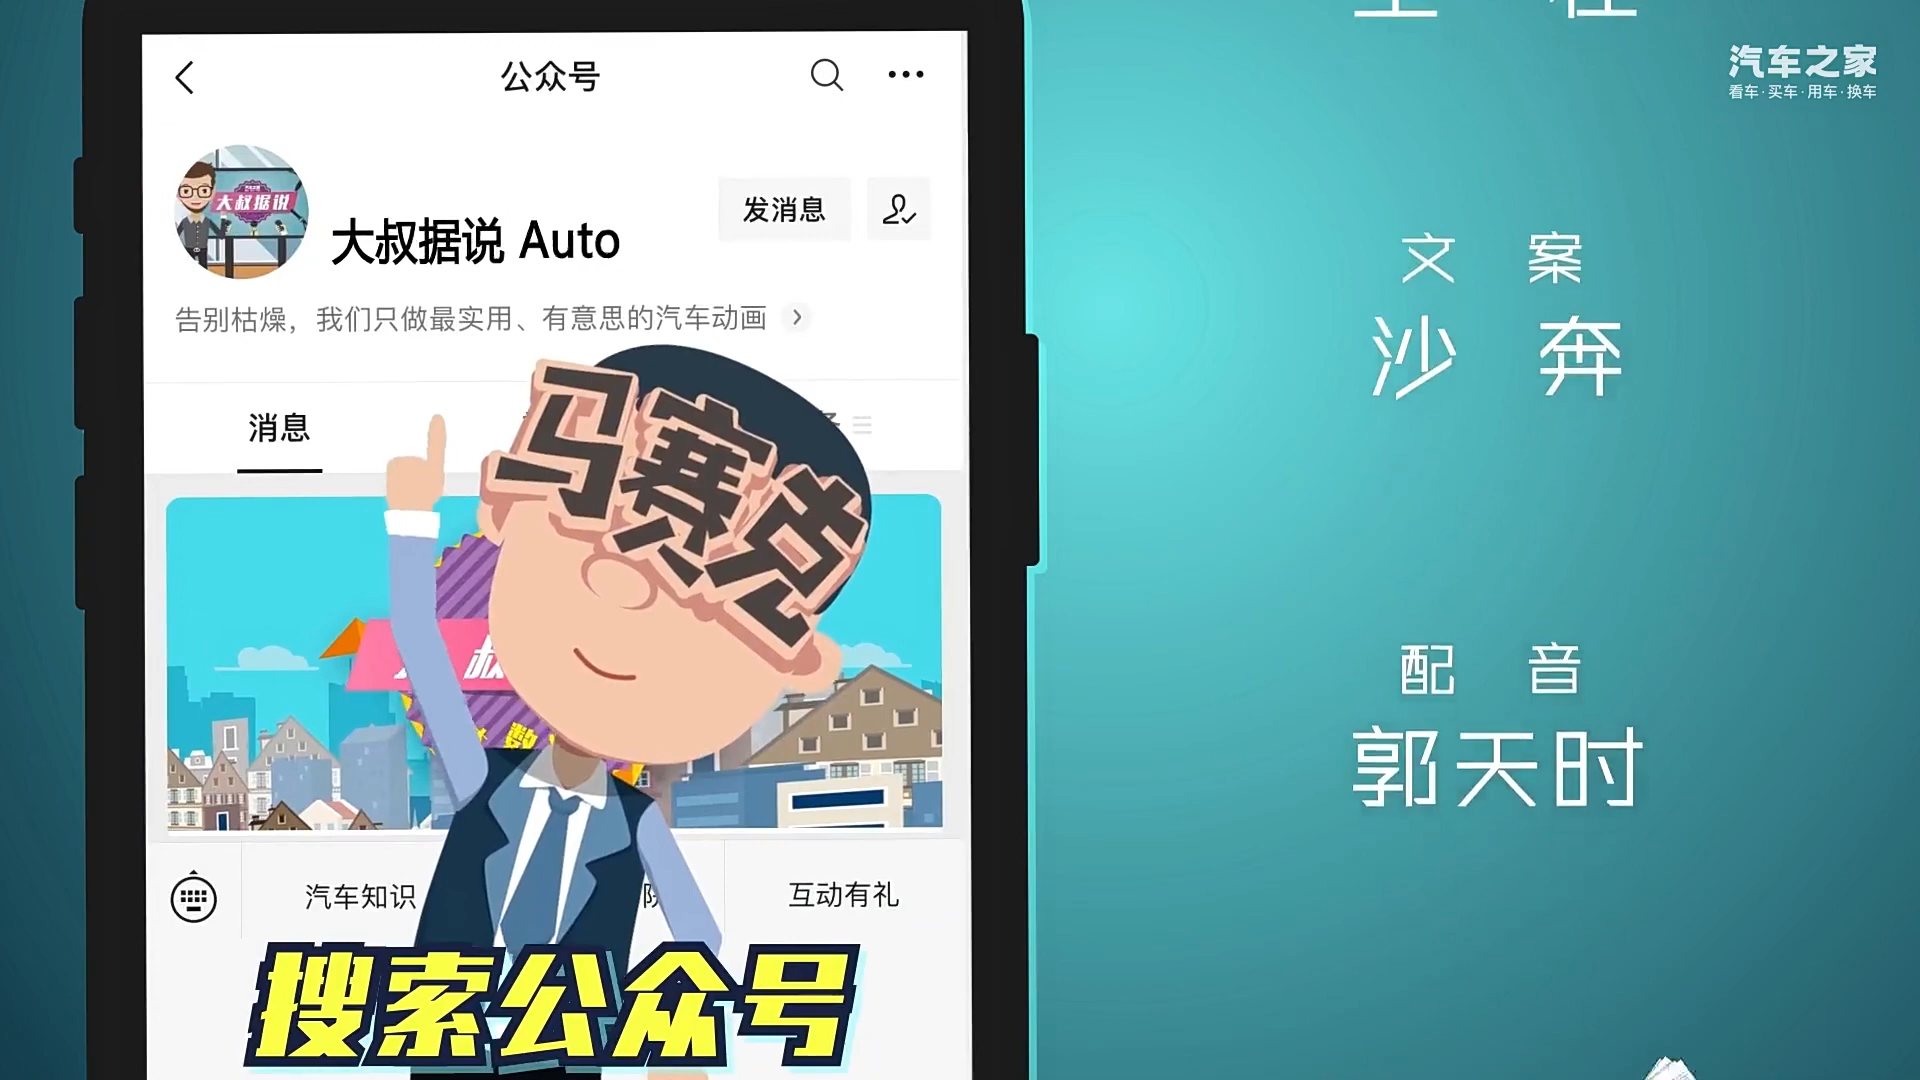 公众号
大叔据说
大叔据说 Auto
发消息
告别枯燥，我们只做最实用、有意思的汽车动画
消息
马赛克
叔
数
汽车知识
互动有礼
搜索公众号
汽车之家
看车·买车·用车·换车
文 案
沙 奔
配 音
郭天时